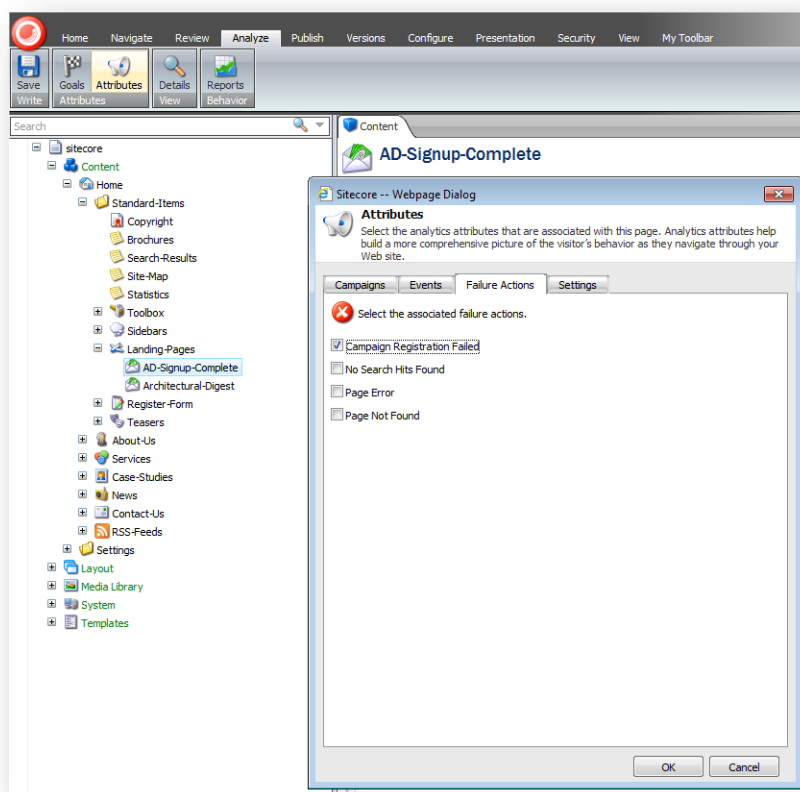 Home Navigate Review Analyze Publish Versions Configure Presentation Security View My Toolbar
Save Goals Attributes Details Reports
Write Attributes View Behavior
Search
Content
AD-Signup-Complete
sitecore
Content
Home
Standard-Items
Copyright
Brochures
Search-Results
Site-Map
Statistics
Toolbox
Sidebars
Landing-Pages
AD-Signup-Complete
Architectural-Digest
Register-Form
Teasers
About-Us
Services
Case-Studies
News
Contact-Us
RSS-Feeds
Settings
Layout
Media Library
System
Templates
Sitecore -- Webpage Dialog
Attributes
Select the analytics attributes that are associated with this page. Analytics attributes help
build a more comprehensive picture of the visitor's behavior as they navigate through your
Web site.
Campaigns Events Failure Actions Settings
Select the associated failure actions.
Campaign Registration Failed
No Search Hits Found
Page Error
Page Not Found
OK Cancel